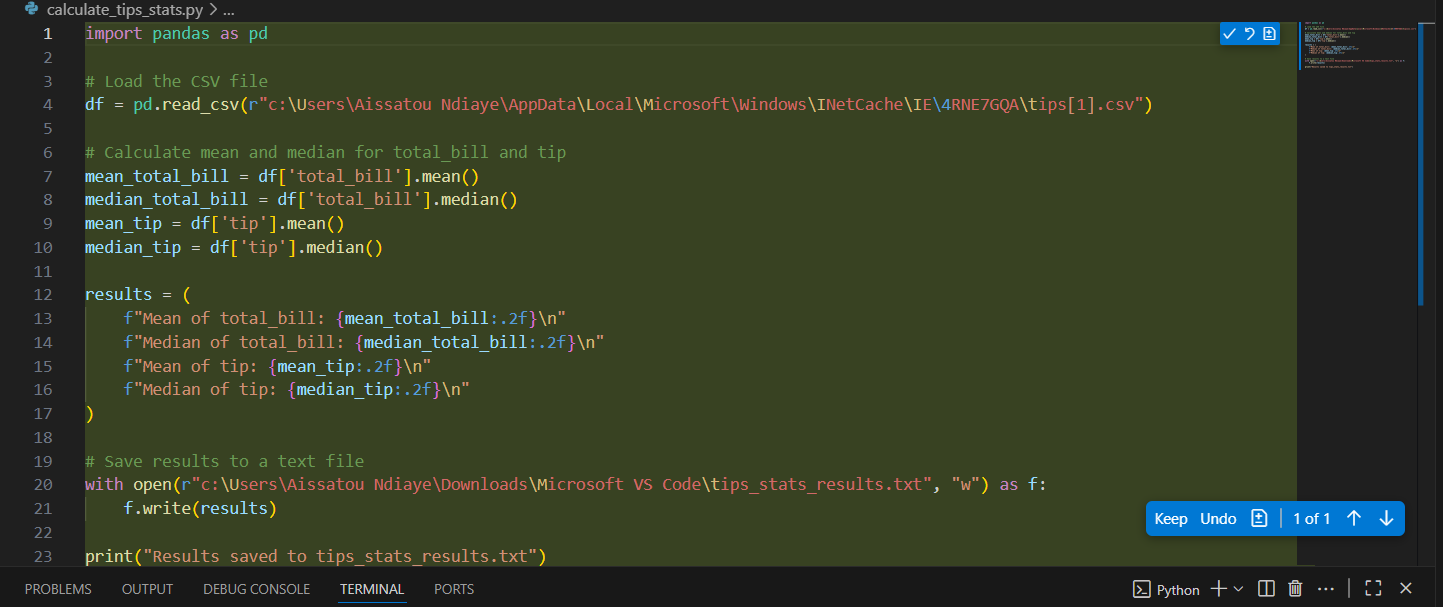 calculate_tips_stats.py > ...
1 import pandas as pd
2
3 # Load the CSV file
4 df = pd.read_csv(r"c:\Users\Aissatou Ndiaye\AppData\Local\Microsoft\Windows\INetCache\IE\4RNE7GQA\tips[1].csv")
5
6 # Calculate mean and median for total_bill and tip
7 mean_total_bill = df['total_bill'].mean()
8 median_total_bill = df['total_bill'].median()
9 mean_tip = df['tip'].mean()
10 median_tip = df['tip'].median()
11
12 results = (
13     f"Mean of total_bill: {mean_total_bill:.2f}\n"
14     f"Median of total_bill: {median_total_bill:.2f}\n"
15     f"Mean of tip: {mean_tip:.2f}\n"
16     f"Median of tip: {median_tip:.2f}\n"
17 )
18
19 # Save results to a text file
20 with open(r"c:\Users\Aissatou Ndiaye\Downloads\Microsoft VS Code\tips_stats_results.txt", "w") as f:
21     f.write(results)
22
23 print("Results saved to tips_stats_results.txt")
Keep Undo 1 of 1
PROBLEMS OUTPUT DEBUG CONSOLE TERMINAL PORTS Python